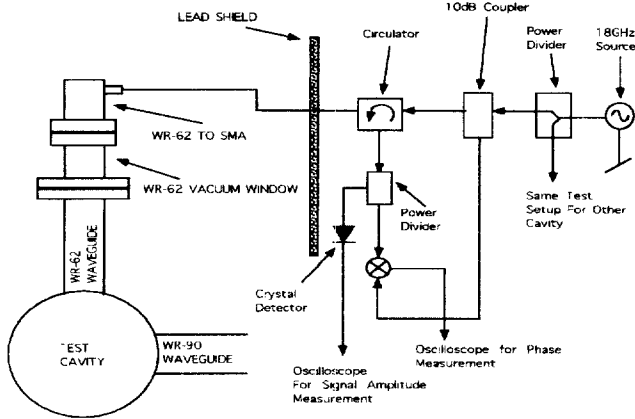 LEAD SHIELD
Circulator
10dB Coupler
Power
Divider
18GHz
Source
WR-62 TO SMA
WR-62 VACUUM WINDOW
Same Test
Setup For Other
Cavity
Power
Divider
WR-62
WAVEGUIDE
Crystal
Detector
TEST
CAVITY
WR-90
WAVEGUIDE
Oscilloscope for Phase
Measurement
Oscilloscope
For Signal Amplitude
Measurement